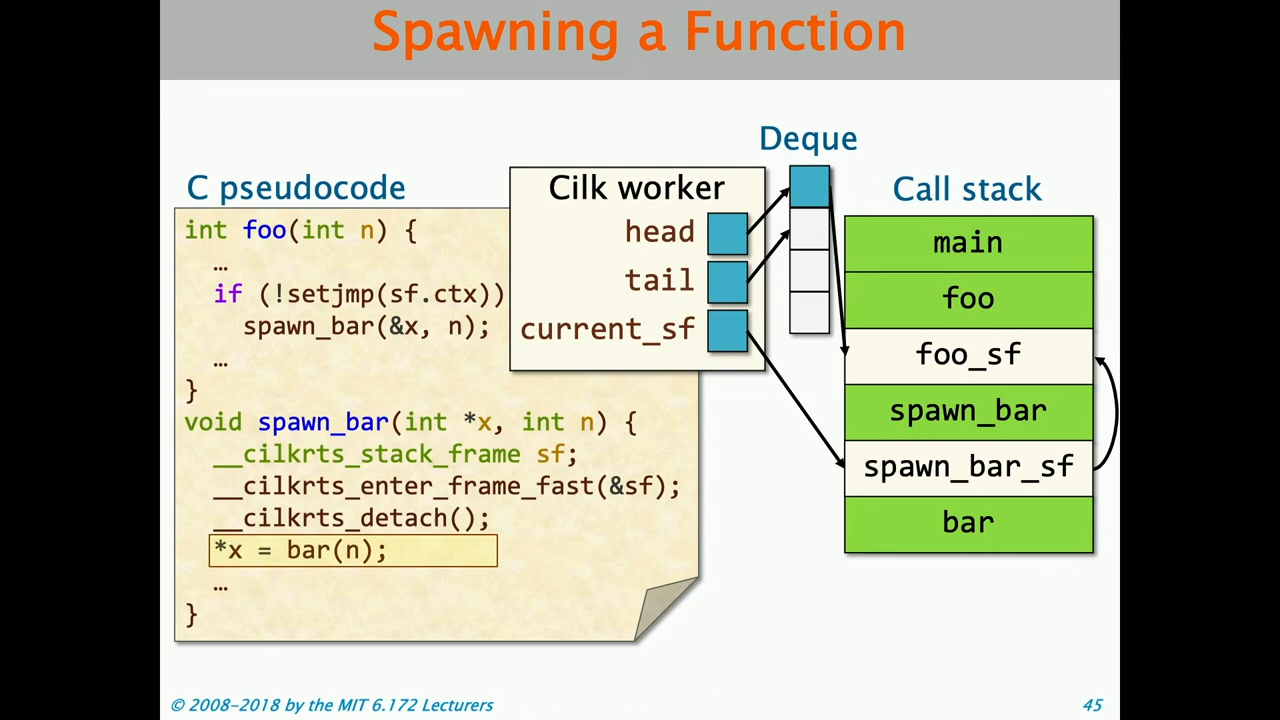 Spawning a Function
Deque
C pseudocode
Cilk worker
Call stack
int foo(int n) {
…
if (!setjmp(sf.ctx))
spawn_bar(&x, n);
…
}
void spawn_bar(int *x, int n) {
__cilkrts_stack_frame sf;
__cilkrts_enter_frame_fast(&sf);
__cilkrts_detach();
*x = bar(n);
…
}
head
tail
current_sf
main
foo
foo_sf
spawn_bar
spawn_bar_sf
bar
© 2008-2018 by the MIT 6.172 Lecturers
45